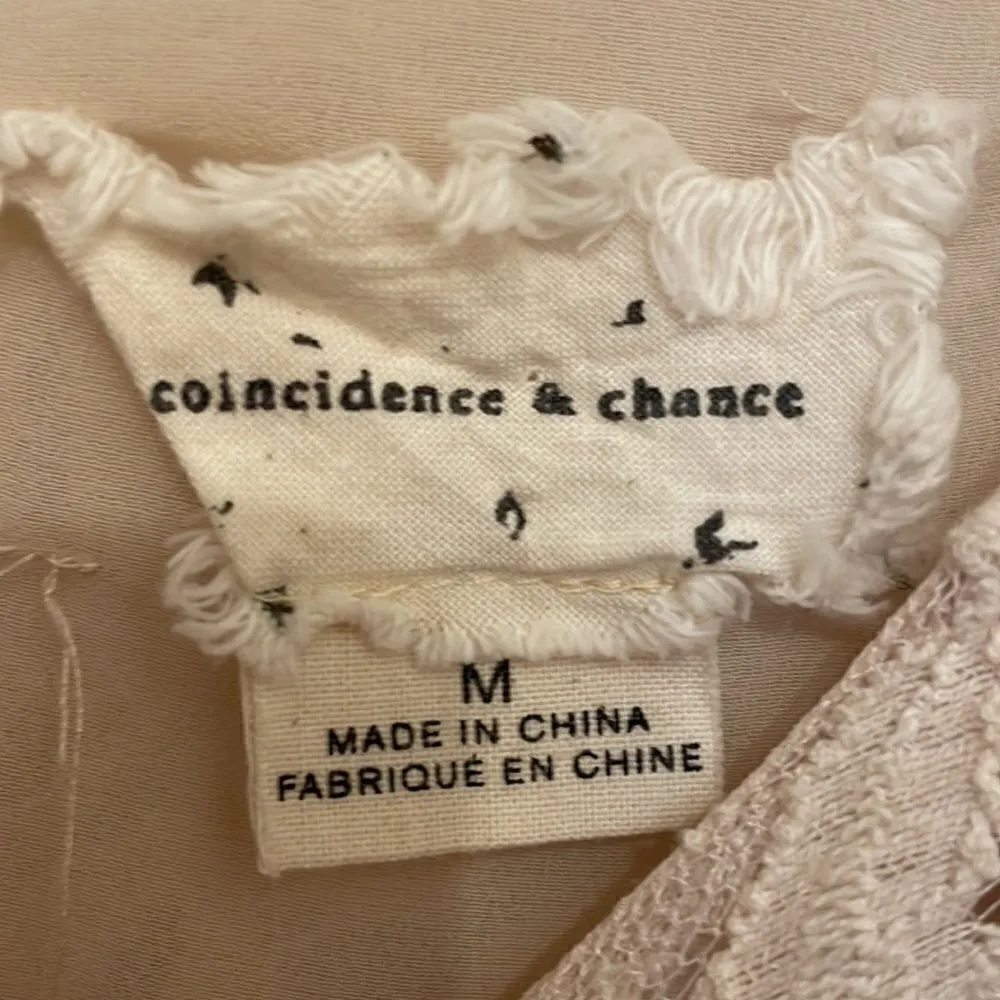 coincidence & chance
M
MADE IN CHINA
FABRIQUÉ EN CHINE